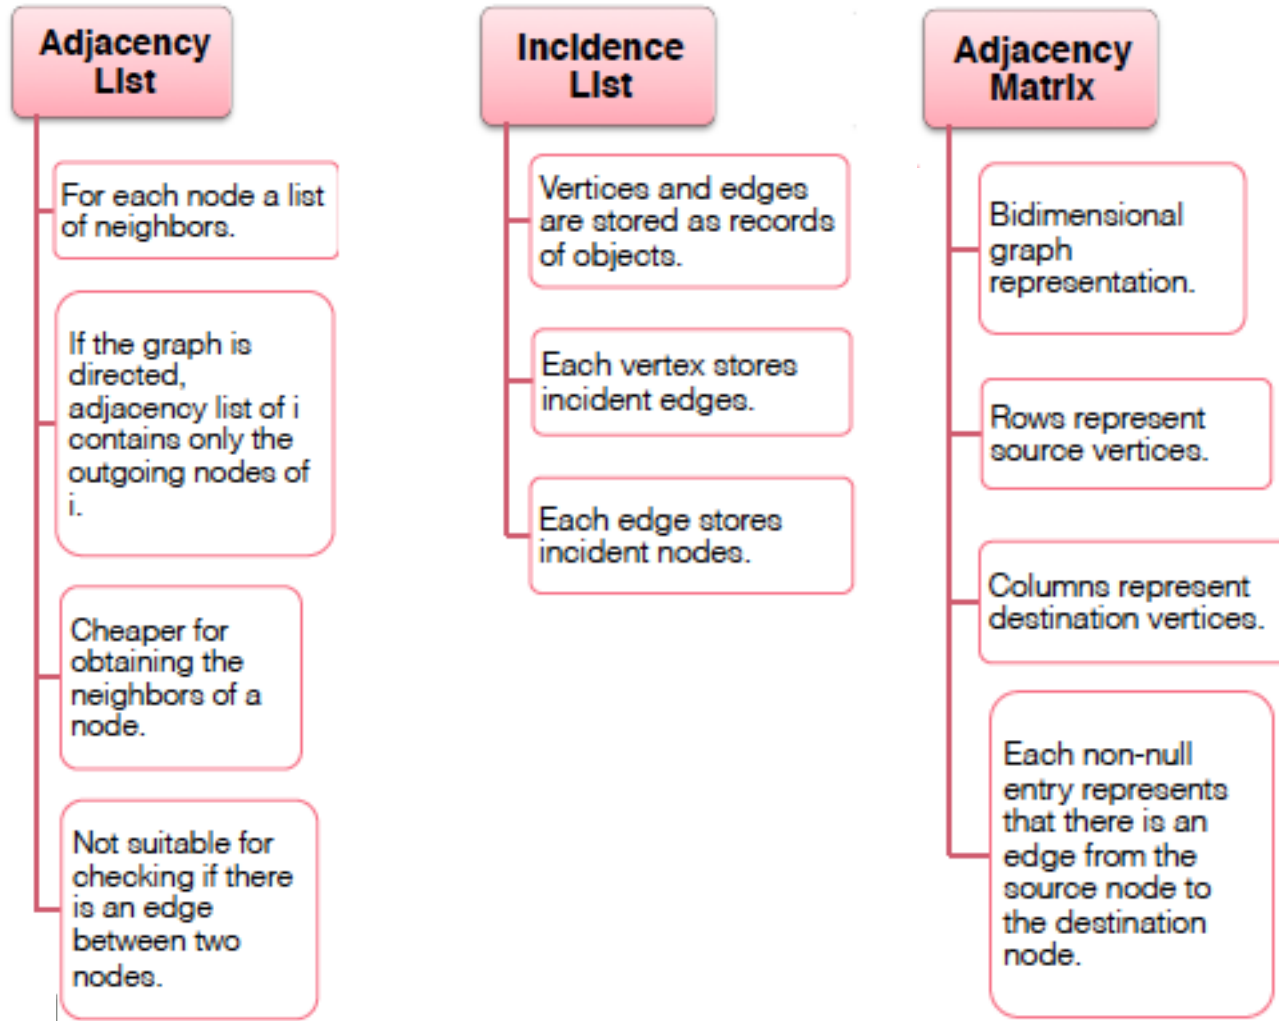 Adjacency
List
For each node a list
of neighbors.
If the graph is
directed,
adjacency list of i
contains only the
outgoing nodes of
i.
Cheaper for
obtaining the
neighbors of a
node.
Not suitable for
checking if there
is an edge
between two
nodes.
Incidence
List
Vertices and edges
are stored as records
of objects.
Each vertex stores
incident edges.
Each edge stores
incident nodes.
Adjacency
Matrix
Bidimensional
graph
representation.
Rows represent
source vertices.
Columns represent
destination vertices.
Each non-null
entry represents
that there is an
edge from the
source node to
the destination
node.